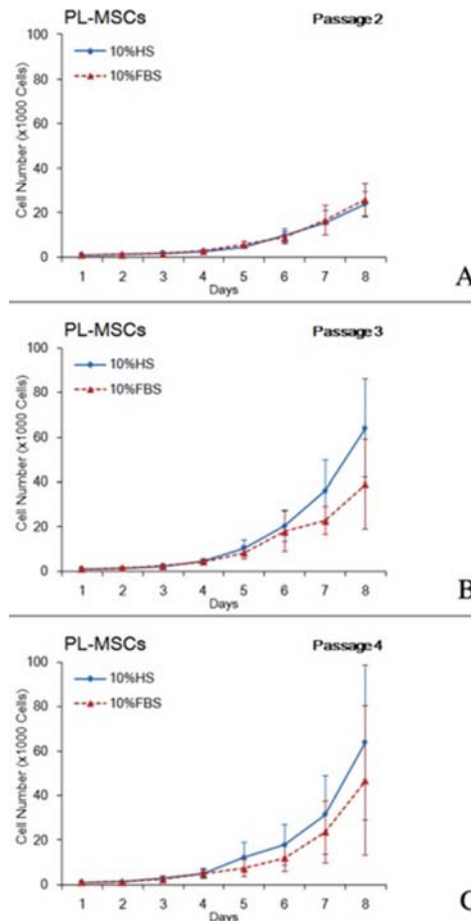 PL-MSCs Passage 2
Cell Number (x1000 Cells)
100
80
60
40
20
0
10%HS
10%FBS
1 2 3 4 5 6 7 8
Days
A
PL-MSCs Passage 3
Cell Number (x1000 Cells)
100
80
60
40
20
0
10%HS
10%FBS
1 2 3 4 5 6 7 8
Days
B
PL-MSCs Passage 4
Cell Number (x1000 Cells)
100
80
60
40
20
0
10%HS
10%FBS
1 2 3 4 5 6 7 8
Days
C